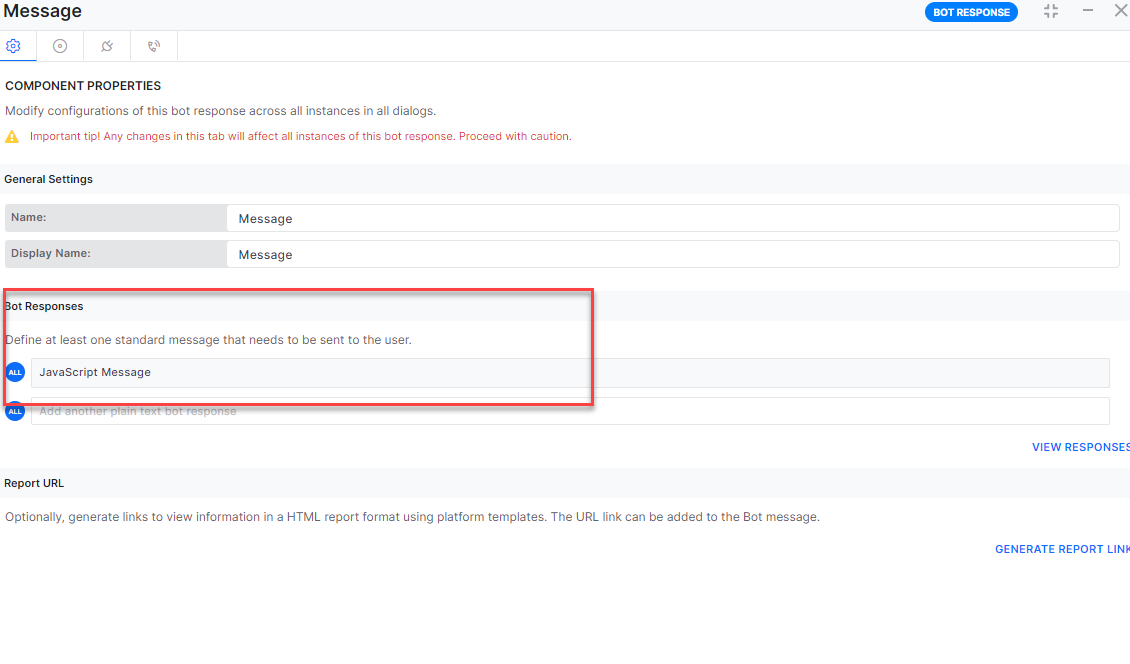 Message
BOT RESPONSE
COMPONENT PROPERTIES
Modify configurations of this bot response across all instances in all dialogs.
Important tip! Any changes in this tab will affect all instances of this bot response. Proceed with caution.
General Settings
Name:
Message
Display Name:
Message
Bot Responses
Define at least one standard message that needs to be sent to the user.
ALL
JavaScript Message
ALL
Add another plain text bot response
VIEW RESPONSES
Report URL
Optionally, generate links to view information in a HTML report format using platform templates. The URL link can be added to the Bot message.
GENERATE REPORT LINK